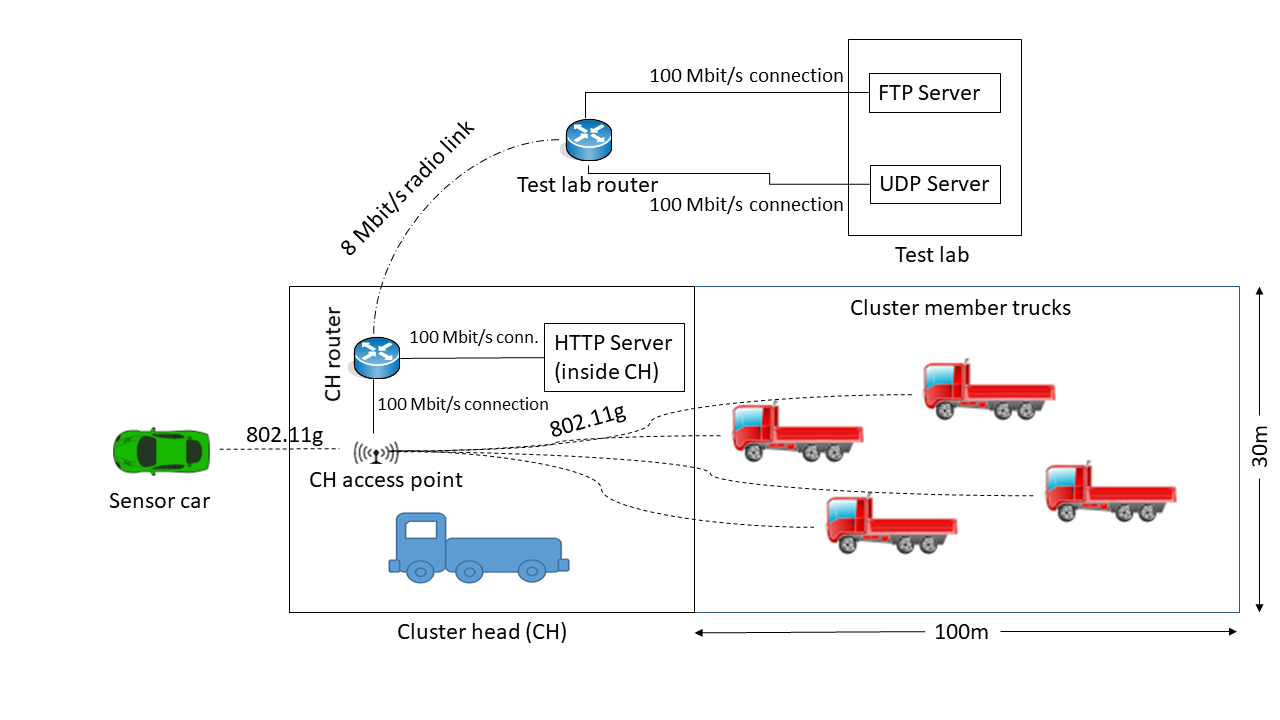 100 Mbit/s connection
FTP Server
8 Mbit/s radio link
Test lab router
UDP Server
100 Mbit/s connection
Test lab
CH router
100 Mbit/s conn.
HTTP Server
(inside CH)
100 Mbit/s connection
Cluster member trucks
802.11g
802.11g
CH access point
Sensor car
30m
Cluster head (CH)
100m